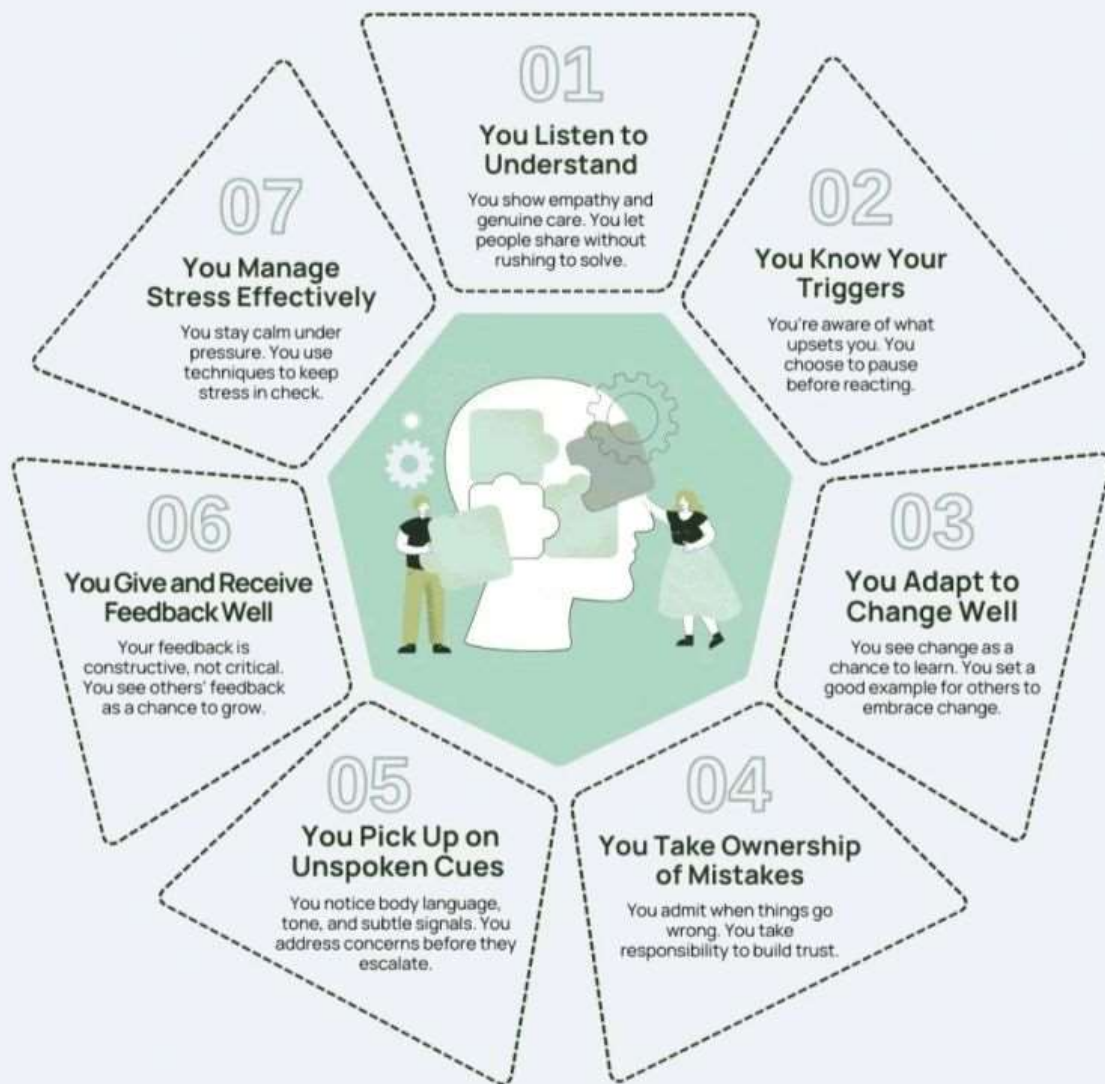 01
You Listen to
Understand
You show empathy and
genuine care. You let
people share without
rushing to solve.
02
You Know Your
Triggers
You're aware of what
upsets you. You
choose to pause
before reacting.
03
You Adapt to
Change Well
You see change as a
chance to learn. You set a
good example for others to
embrace change.
04
You Take Ownership
of Mistakes
You admit when things go
wrong. You take
responsibility to build trust.
05
You Pick Up on
Unspoken Cues
You notice body language,
tone, and subtle signals. You
address concerns before they
escalate.
06
You Give and Receive
Feedback Well
Your feedback is
constructive, not critical.
You see others' feedback
as a chance to grow.
07
You Manage
Stress Effectively
You stay calm under
pressure. You use
techniques to keep
stress in check.